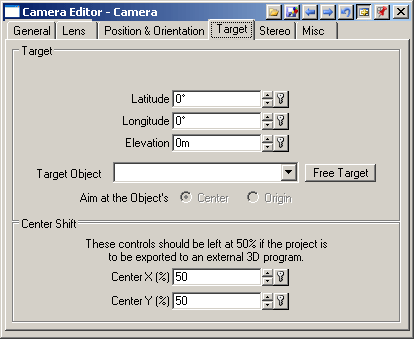 Camera Editor - Camera
General Lens Position & Orientation Target Stereo Misc
Target
Latitude 0°
Longitude 0°
Elevation 0m
Target Object Free Target
Aim at the Object's Center Origin
Center Shift
These controls should be left at 50% if the project is
to be exported to an external 3D program.
Center X (%) 50
Center Y (%) 50